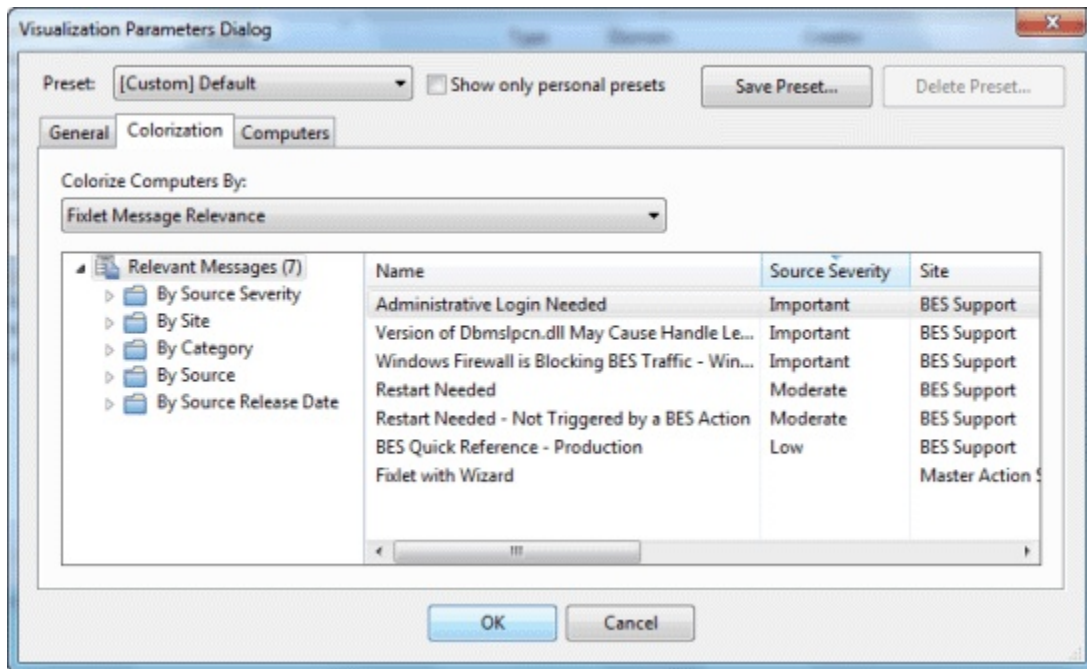 Visualization Parameters Dialog
Preset: [Custom] Default Show only personal presets Save Preset... Delete Preset...
General Colorization Computers
Colorize Computers By:
Fixlet Message Relevance
Relevant Messages (7)
By Source Severity
By Site
By Category
By Source
By Source Release Date
Name Source Severity Site
Administrative Login Needed Important BES Support
Version of Dbmslpcn.dll May Cause Handle Le... Important BES Support
Windows Firewall is Blocking BES Traffic - Win... Important BES Support
Restart Needed Moderate BES Support
Restart Needed - Not Triggered by a BES Action Moderate BES Support
BES Quick Reference - Production Low BES Support
Fixlet with Wizard Master Action S
OK Cancel